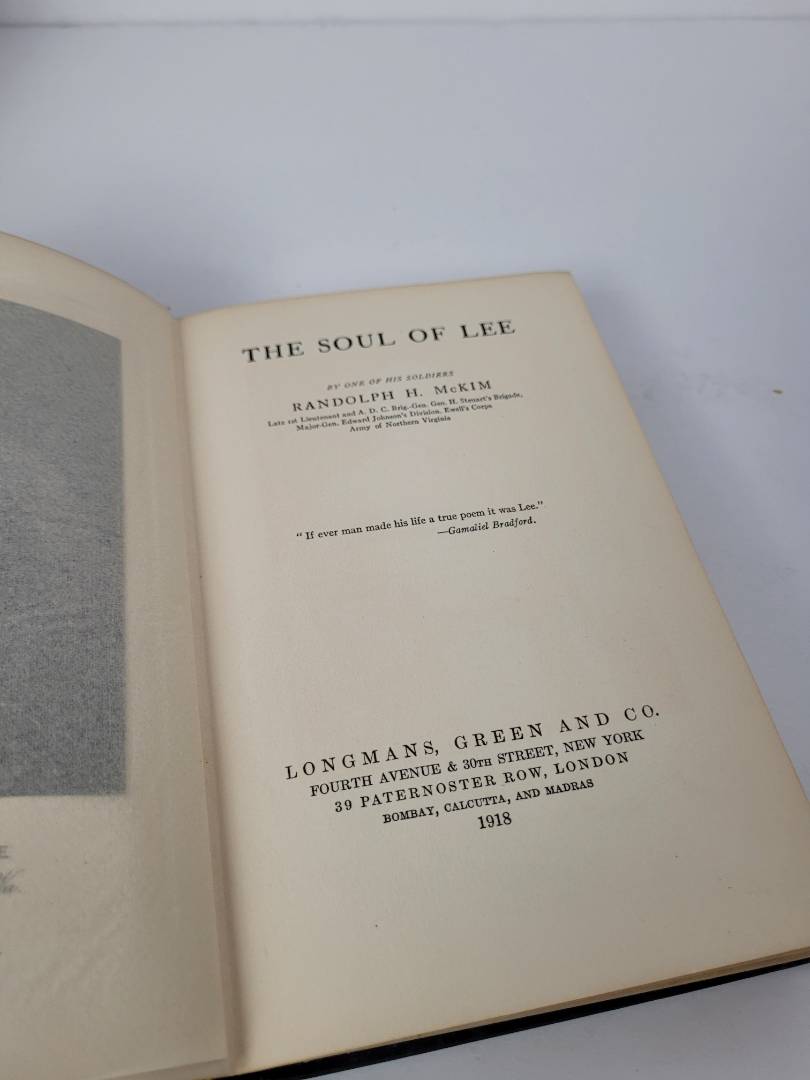 THE SOUL OF LEE
BY ONE OF HIS SOLDIERS
RANDOLPH H. McKIM
Late 1st Lieutenant and A. D. C. Brig.-Gen. Geo. H. Steuart's Brigade,
Major-Gen. Edward Johnson's Division, Ewell's Corps
Army of Northern Virginia
"If ever man made his life a true poem it was Lee."
—Gamaliel Bradford.
LONGMANS, GREEN AND CO.
FOURTH AVENUE & 30TH STREET, NEW YORK
39 PATERNOSTER ROW, LONDON
BOMBAY, CALCUTTA, AND MADRAS
1918